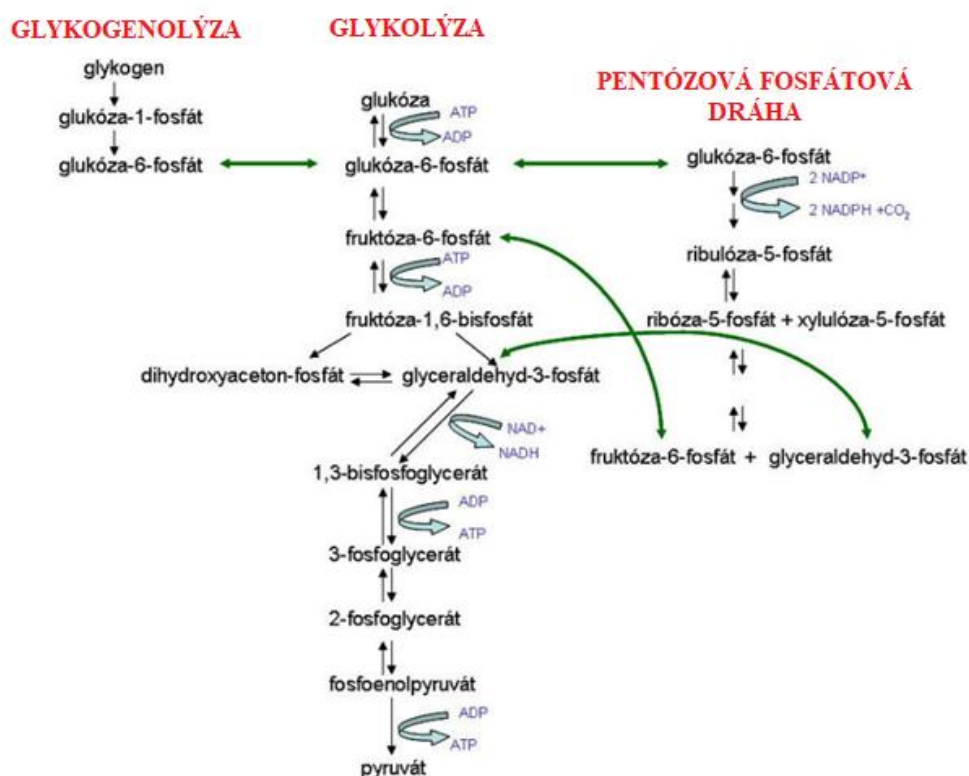 GLYKOGENOLÝZA
glykogen
glukóza-1-fosfát
glukóza-6-fosfát
GLYKOLÝZA
glukóza
ATP
ADP
glukóza-6-fosfát
fruktóza-6-fosfát
ATP
ADP
fruktóza-1,6-bisfosfát
dihydroxyaceton-fosfát
glyceraldehyd-3-fosfát
NAD+
NADH
1,3-bisfosfoglycerát
ADP
ATP
3-fosfoglycerát
2-fosfoglycerát
fosfoenolpyruvát
ADP
ATP
pyruvát
PENTÓZOVÁ FOSFÁTOVÁ
DRÁHA
glukóza-6-fosfát
2 NADP⁺
2 NADPH +CO₂
ribulóza-5-fosfát
ribóza-5-fosfát + xylulóza-5-fosfát
fruktóza-6-fosfát + glyceraldehyd-3-fosfát